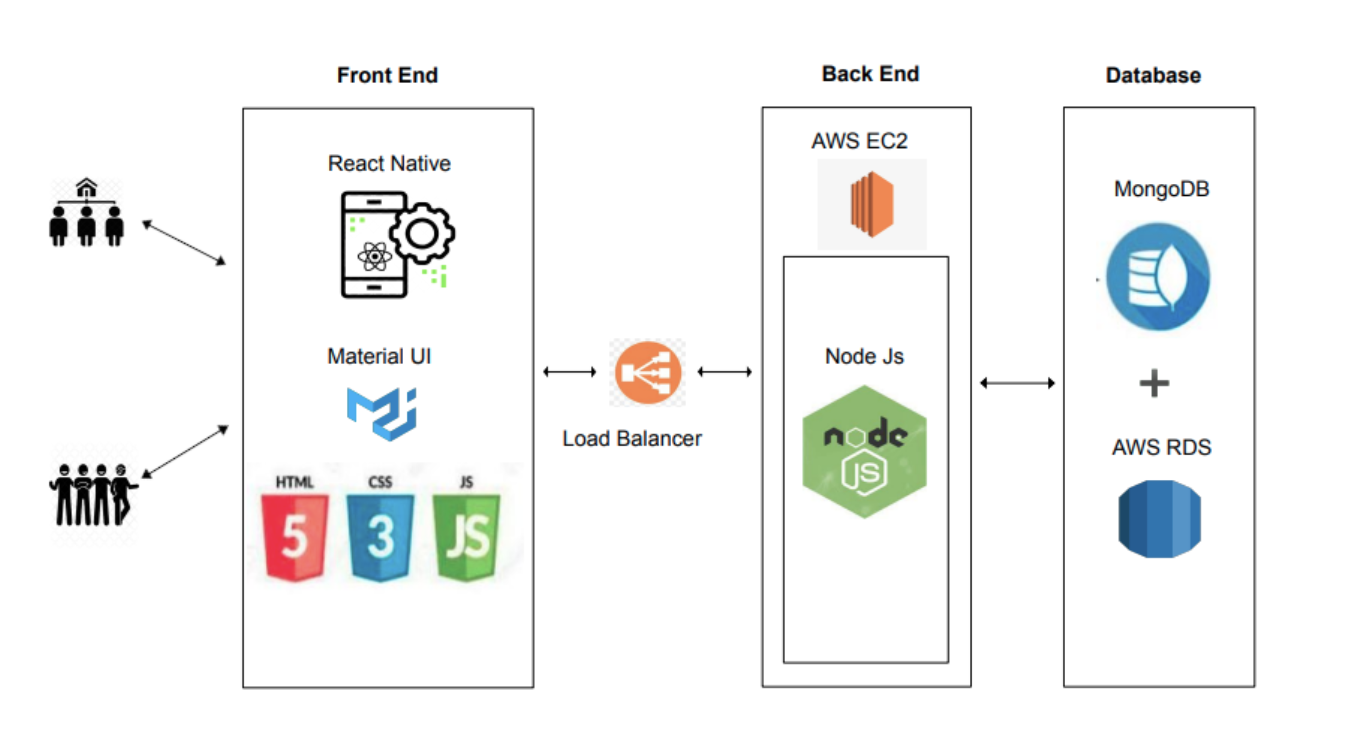 Front End
Back End
Database
React Native
AWS EC2
MongoDB
Material UI
Node Js
node
JS
Load Balancer
AWS RDS
HTML CSS JS
5 3 JS